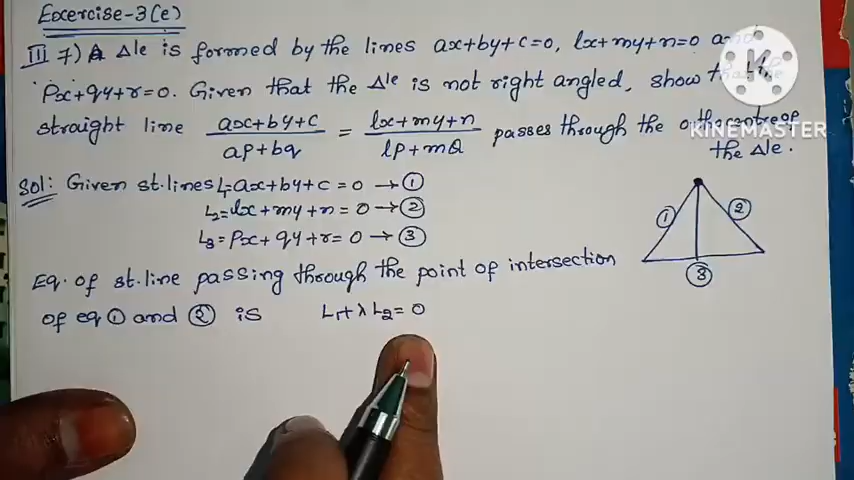 Excercise-3(e)
III 7) A Δle is formed by the lines ax+by+c=0, lx+my+n=0 and
px+qy+r=0. Given that the Δle is not right angled, show that the
straight line (ax+by+c)/(ap+bq) = (lx+my+n)/(lp+mQ) passes through the orthocentre of
the Δle.
KINEMASTER
Sol: Given st.lines L1=ax+by+c=0 → ①
L2=lx+my+n=0 → ②
L3=px+qy+r=0 → ③
① ②
③
Eq. of st.line passing through the point of intersection
of eq ① and ② is L1+λL2=0